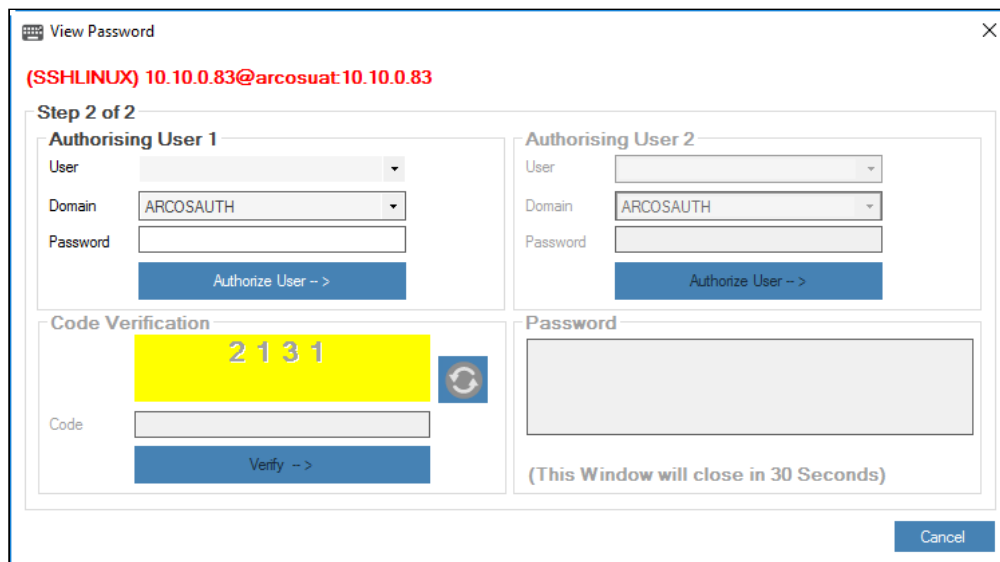 View Password
(SSHLINUX) 10.10.0.83@arcosuat:10.10.0.83
Step 2 of 2
Authorising User 1
User
Domain ARCOSAUTH
Password
Authorize User -- >
Authorising User 2
User
Domain ARCOSAUTH
Password
Authorize User -- >
Code Verification
2 1 3 1
Code
Verify -- >
Password
(This Window will close in 30 Seconds)
Cancel